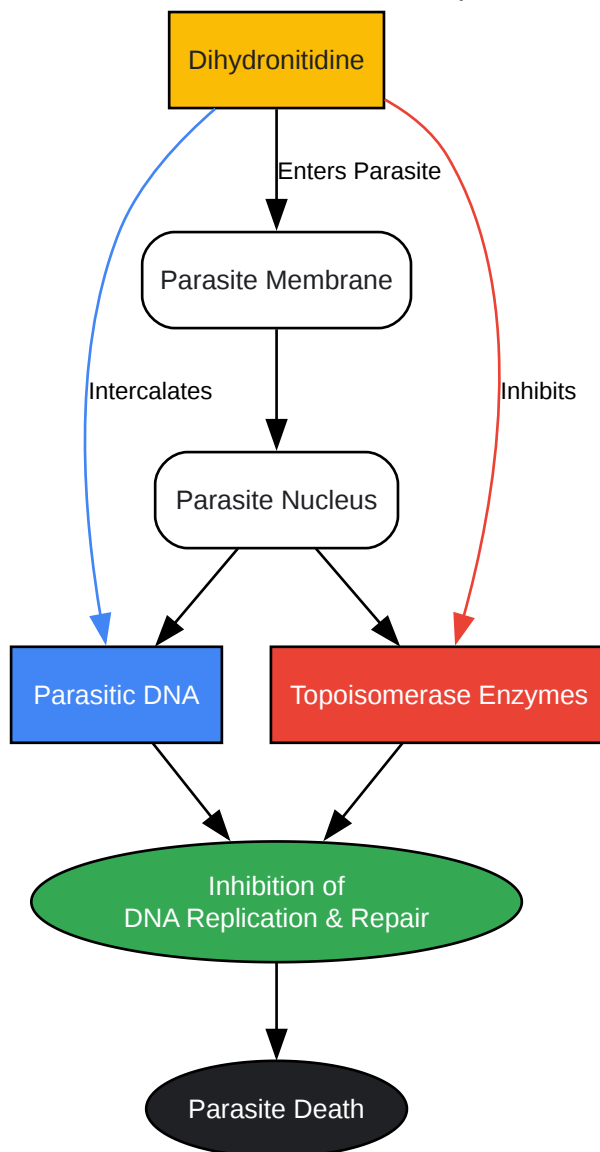 Dihydronitidine
Enters Parasite
Parasite Membrane
Intercalates
Inhibits
Parasite Nucleus
Parasitic DNA
Topoisomerase Enzymes
Inhibition of
DNA Replication & Repair
Parasite Death